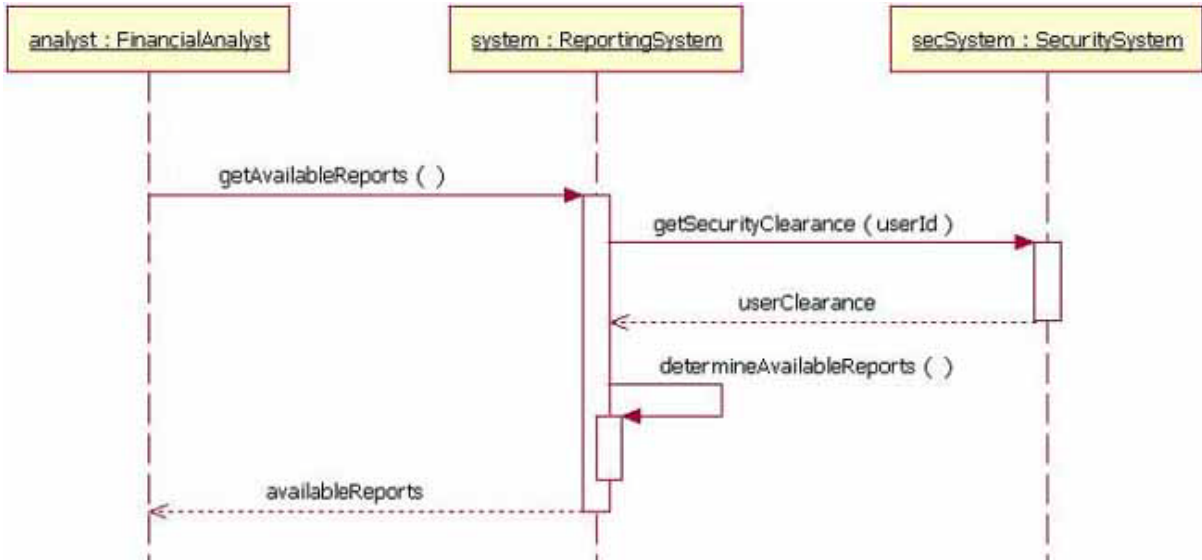 analyst : FinancialAnalyst
system : ReportingSystem
secSystem : SecuritySystem
getAvailableReports ( )
getSecurityClearance ( userId )
userClearance
determineAvailableReports ( )
availableReports